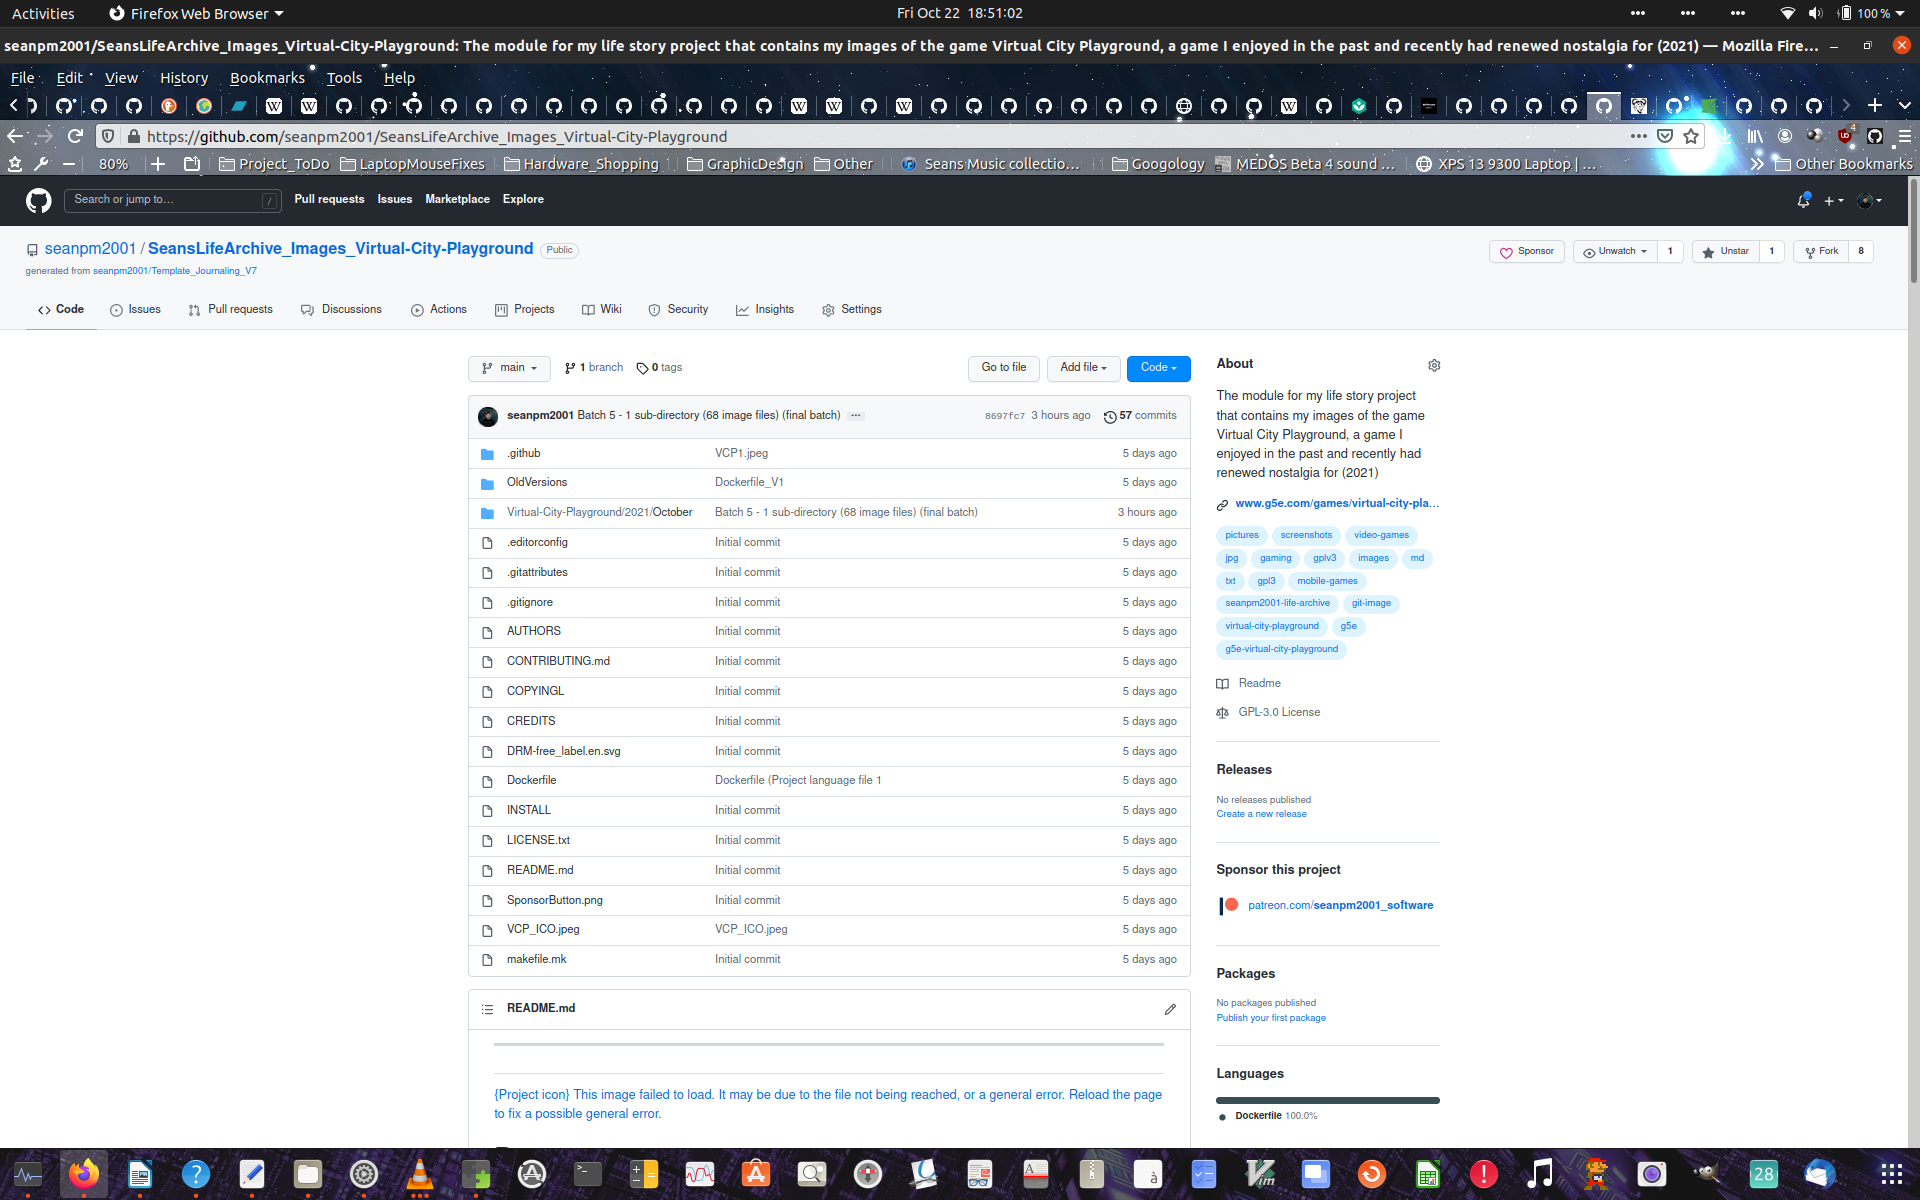 Activities
Firefox Web Browser
Fri Oct 22 18:51:02
100 %
seanpm2001/SeansLifeArchive_Images_Virtual-City-Playground: The module for my life story project that contains my images of the game Virtual City Playground, a game I enjoyed in the past and recently had renewed nostalgia for (2021) — Mozilla Fire…
File Edit View History Bookmarks Tools Help
https://github.com/seanpm2001/SeansLifeArchive_Images_Virtual-City-Playground
4
80%
Project_ToDo
LaptopMouseFixes
Hardware_Shopping
GraphicDesign
Other
Seans Music collectio…
Googology
MEDOS Beta 4 sound …
XPS 13 9300 Laptop | …
Other Bookmarks
Search or jump to…
/
Pull requests Issues Marketplace Explore
seanpm2001 / SeansLifeArchive_Images_Virtual-City-Playground Public
generated from seanpm2001/Template_Journaling_V7
Sponsor
Unwatch 1
Unstar 1
Fork 8
Code Issues Pull requests Discussions Actions Projects Wiki Security Insights Settings
main
1 branch
0 tags
Go to file
Add file
Code
seanpm2001 Batch 5 - 1 sub-directory (68 image files) (final batch) ... 8697fc7 3 hours ago 57 commits
.github VCP1.jpeg 5 days ago
OldVersions Dockerfile_V1 5 days ago
Virtual-City-Playground/2021/October Batch 5 - 1 sub-directory (68 image files) (final batch) 3 hours ago
.editorconfig Initial commit 5 days ago
.gitattributes Initial commit 5 days ago
.gitignore Initial commit 5 days ago
AUTHORS Initial commit 5 days ago
CONTRIBUTING.md Initial commit 5 days ago
COPYINGL Initial commit 5 days ago
CREDITS Initial commit 5 days ago
DRM-free_label.en.svg Initial commit 5 days ago
Dockerfile Dockerfile (Project language file 1 5 days ago
INSTALL Initial commit 5 days ago
LICENSE.txt Initial commit 5 days ago
README.md Initial commit 5 days ago
SponsorButton.png Initial commit 5 days ago
VCP_ICO.jpeg VCP_ICO.jpeg 5 days ago
makefile.mk Initial commit 5 days ago
README.md
{Project icon} This image failed to load. It may be due to the file not being reached, or a general error. Reload the page
to fix a possible general error.
About
The module for my life story project
that contains my images of the game
Virtual City Playground, a game I
enjoyed in the past and recently had
renewed nostalgia for (2021)
www.g5e.com/games/virtual-city-pla…
pictures screenshots video-games
jpg gaming gplv3 images md
txt gpl3 mobile-games
seanpm2001-life-archive git-image
virtual-city-playground g5e
g5e-virtual-city-playground
Readme
GPL-3.0 License
Releases
No releases published
Create a new release
Sponsor this project
patreon.com/seanpm2001_software
Packages
No packages published
Publish your first package
Languages
Dockerfile 100.0%
28